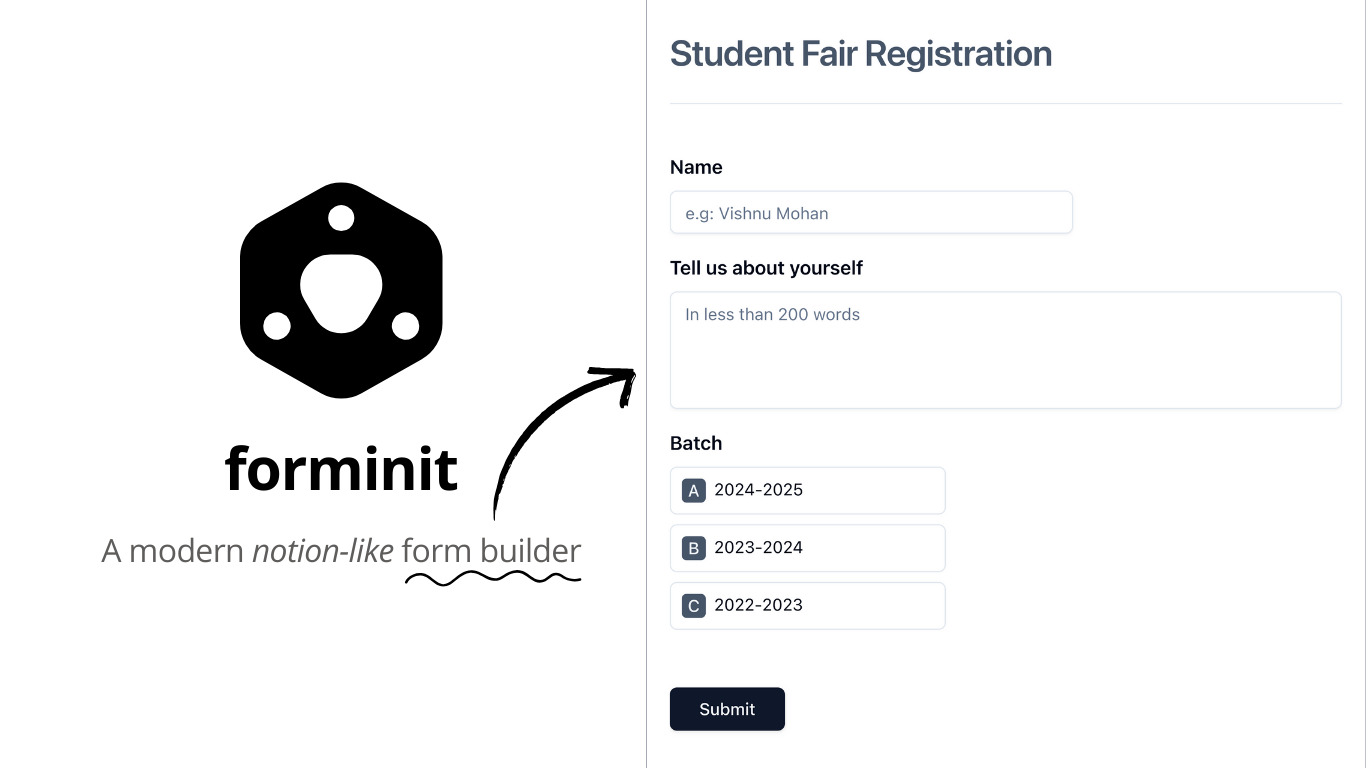 forminit
A modern notion-like form builder
Student Fair Registration
Name
e.g: Vishnu Mohan
Tell us about yourself
In less than 200 words
Batch
A 2024-2025
B 2023-2024
C 2022-2023
Submit